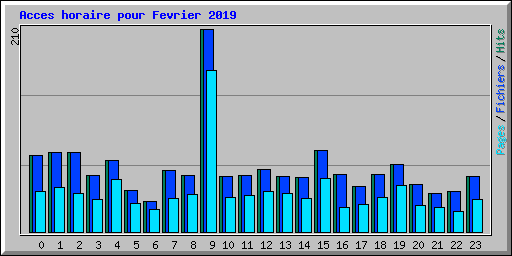 Acces horaire pour Fevrier 2019
210
Pages / Fichiers / Hits
0 1 2 3 4 5 6 7 8 9 10 11 12 13 14 15 16 17 18 19 20 21 22 23